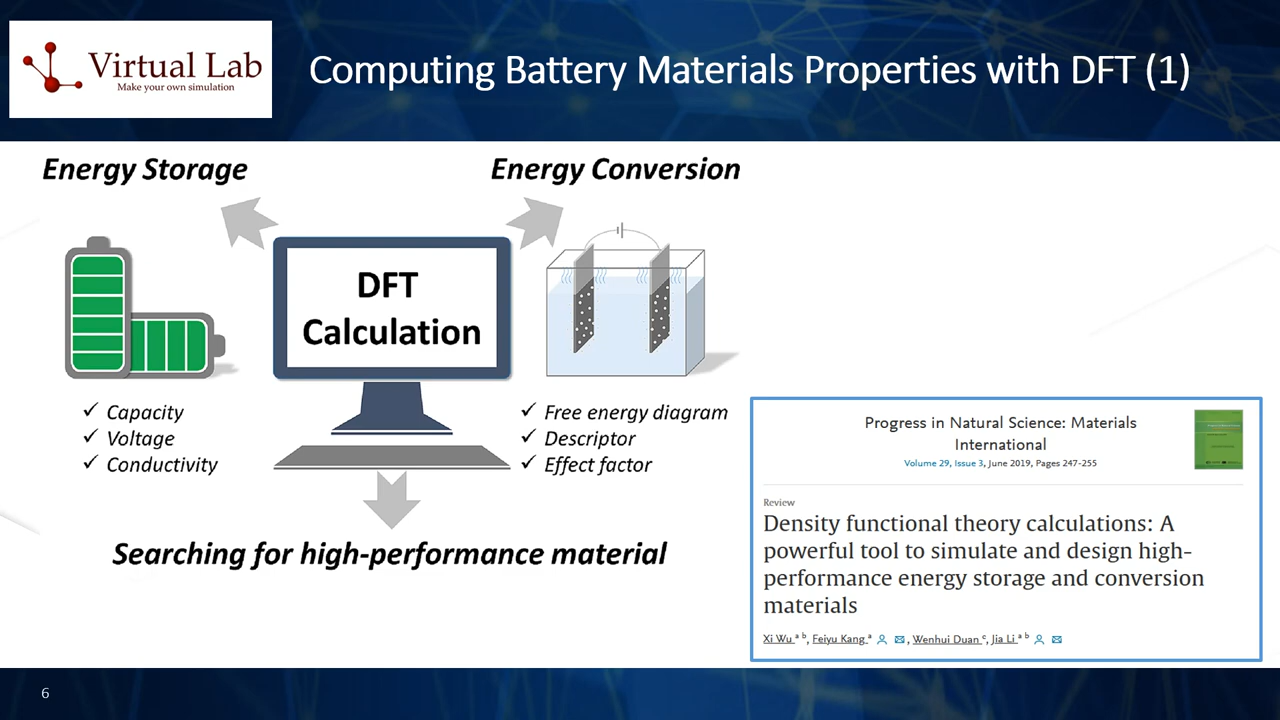 Virtual Lab
Make your own simulation
Computing Battery Materials Properties with DFT (1)
Energy Storage
Energy Conversion
DFT
Calculation
✓ Capacity
✓ Voltage
✓ Conductivity
✓ Free energy diagram
✓ Descriptor
✓ Effect factor
Searching for high-performance material
Progress in Natural Science: Materials
International
Volume 29, Issue 3, June 2019, Pages 247-255
Review
Density functional theory calculations: A
powerful tool to simulate and design high-
performance energy storage and conversion
materials
Xi Wu a b, Feiyu Kang a, Wenhui Duan c, Jia Li a b
6